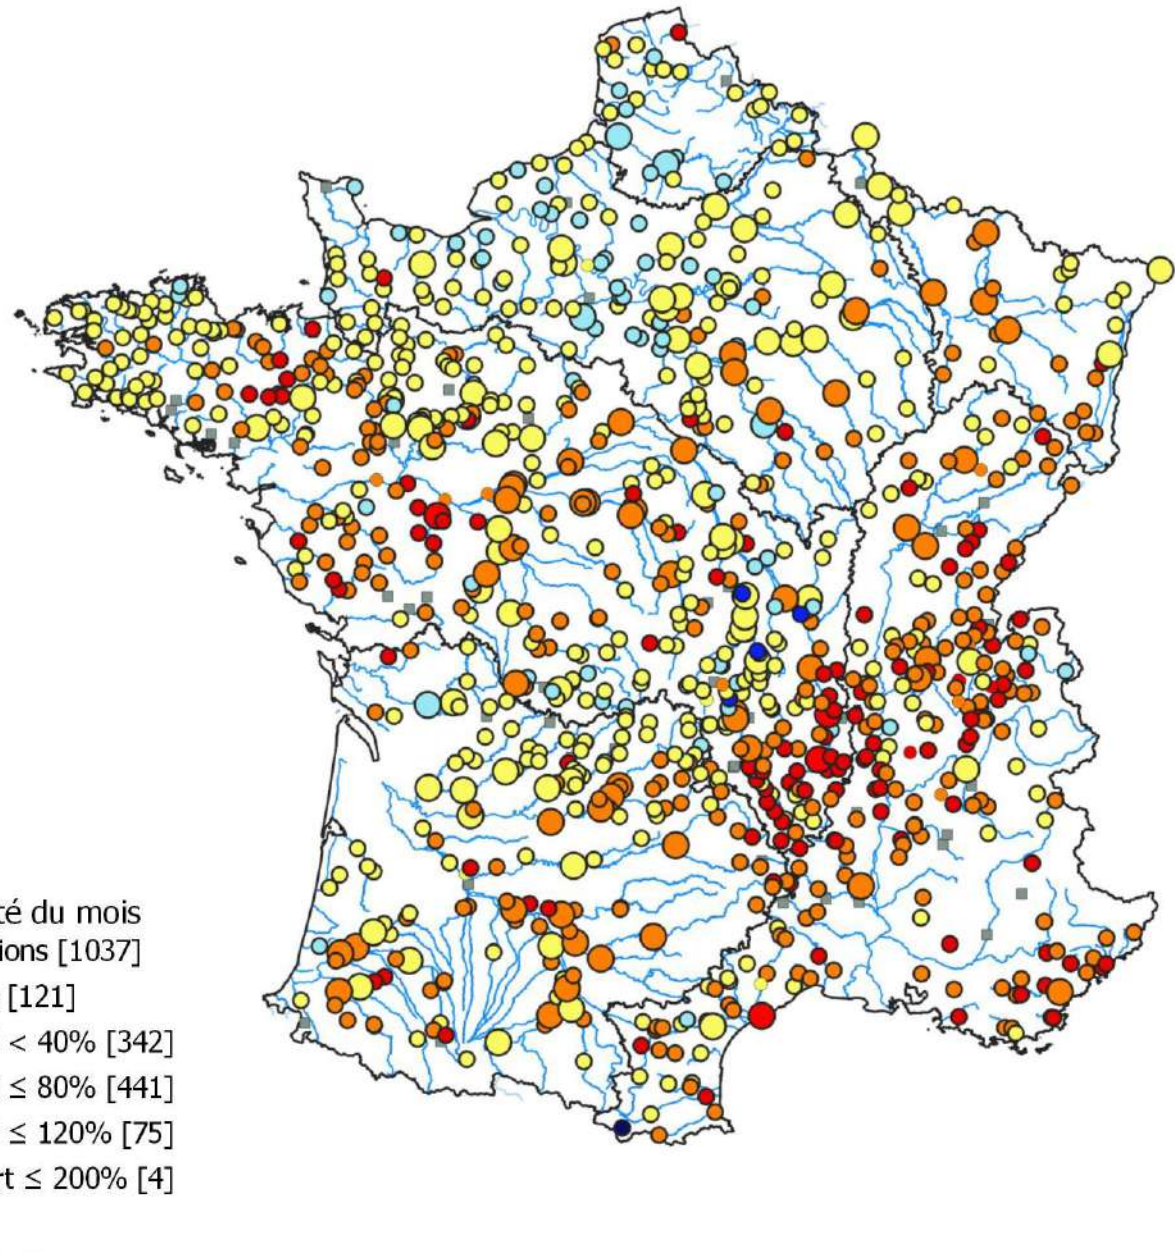 té du mois
ions [1037]
[121]
< 40% [342]
≤ 80% [441]
≤ 120% [75]
rt ≤ 200% [4]